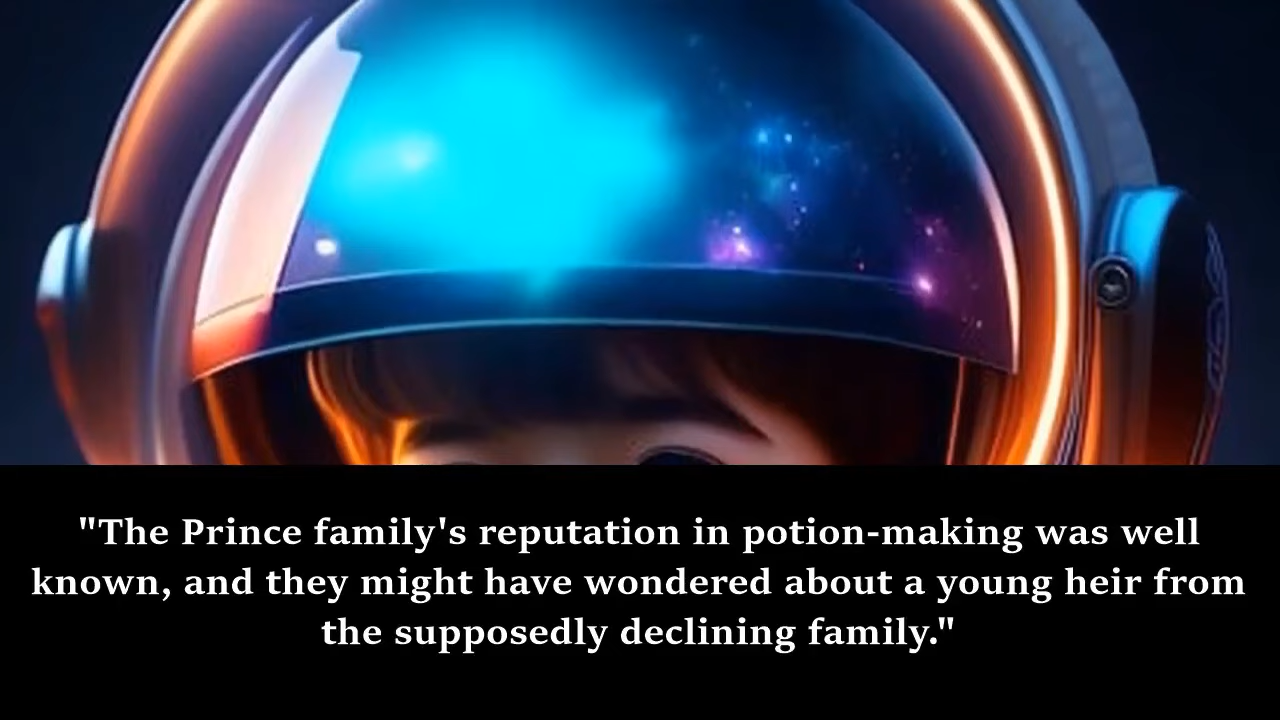 "The Prince family's reputation in potion-making was well
known, and they might have wondered about a young heir from
the supposedly declining family."